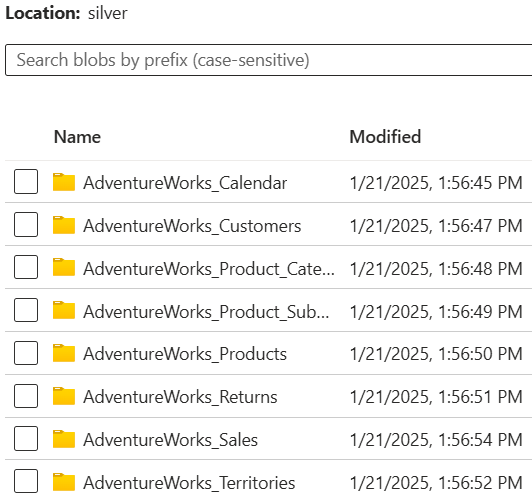 Location: silver
Search blobs by prefix (case-sensitive)
Name Modified
AdventureWorks_Calendar 1/21/2025, 1:56:45 PM
AdventureWorks_Customers 1/21/2025, 1:56:47 PM
AdventureWorks_Product_Cate... 1/21/2025, 1:56:48 PM
AdventureWorks_Product_Sub... 1/21/2025, 1:56:49 PM
AdventureWorks_Products 1/21/2025, 1:56:50 PM
AdventureWorks_Returns 1/21/2025, 1:56:51 PM
AdventureWorks_Sales 1/21/2025, 1:56:54 PM
AdventureWorks_Territories 1/21/2025, 1:56:52 PM